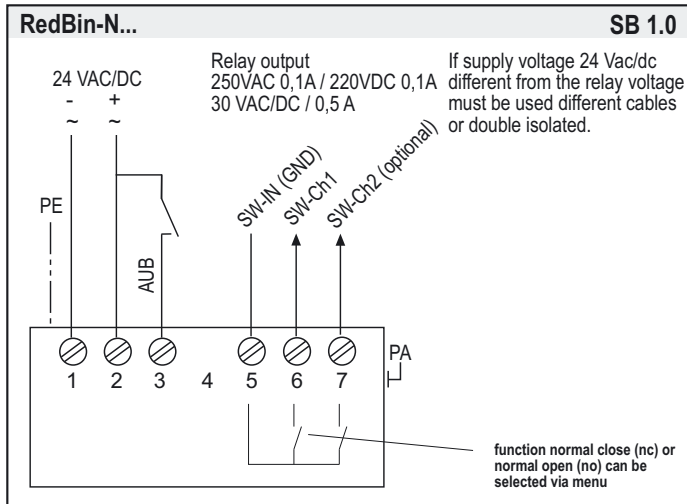 RedBin-N...
SB 1.0
24 VAC/DC
- +
~ ~
Relay output
250VAC 0,1A / 220VDC 0,1A
30 VAC/DC / 0,5 A
If supply voltage 24 Vac/dc
different from the relay voltage
must be used different cables
or double isolated.
PE
AUB
SW-IN (GND)
SW-Ch1
SW-Ch2 (optional)
PA
1 2 3 4 5 6 7
function normal close (nc) or
normal open (no) can be
selected via menu